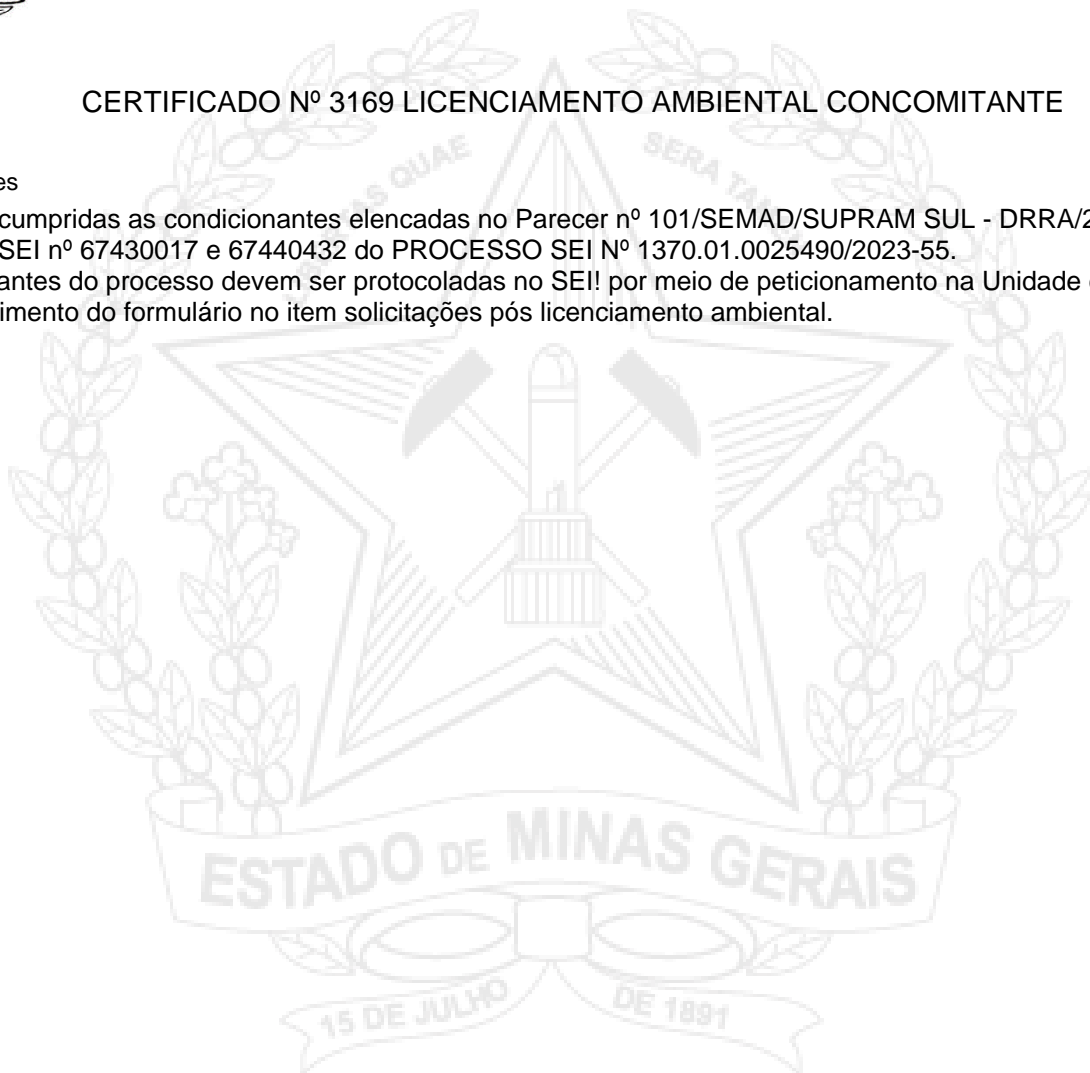 CERTIFICADO Nº 3169 LICENCIAMENTO AMBIENTAL CONCOMITANTE
es
cumpridas as condicionantes elencadas no Parecer nº 101/SEMAD/SUPRAM SUL - DRRA/2
SEI nº 67430017 e 67440432 do PROCESSO SEI Nº 1370.01.0025490/2023-55.
antes do processo devem ser protocoladas no SEI! por meio de peticionamento na Unidade
imento do formulário no item solicitações pós licenciamento ambiental.
QUAE SERA TA
ESTADO DE MINAS GERAIS
15 DE JULHO DE 1891